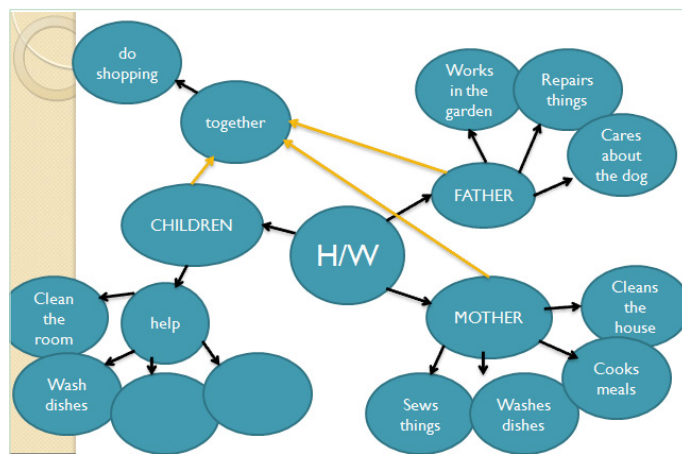 do
shopping
together
Works
in the
garden
Repairs
things
Cares
about
the dog
FATHER
CHILDREN
H/W
MOTHER
Clean
the
room
help
Wash
dishes
Cleans
the
house
Cooks
meals
Sews
things
Washes
dishes